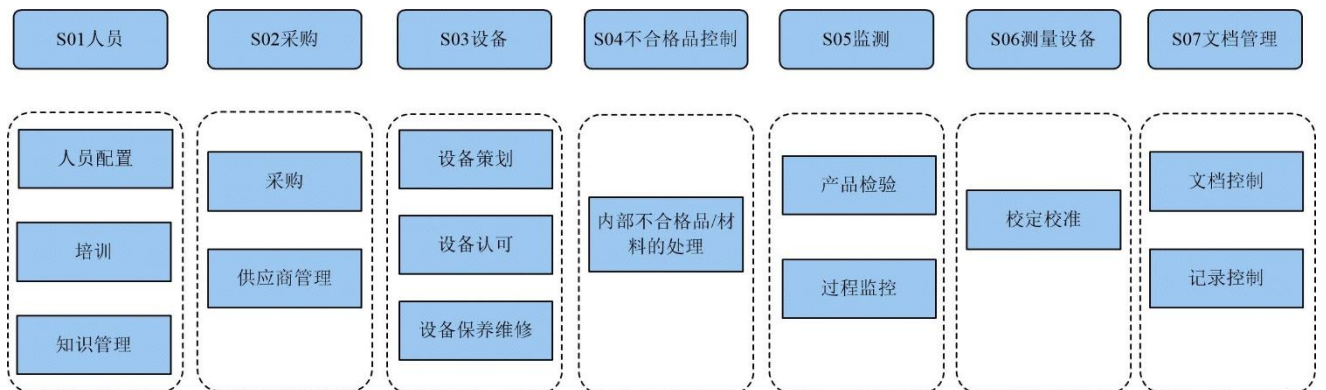 S01人员
S02采购
S03设备
S04不合格品控制
S05监测
S06测量设备
S07文档管理
人员配置
培训
知识管理
采购
供应商管理
设备策划
设备认可
设备保养维修
内部不合格品/材
料的处理
产品检验
过程监控
校定校准
文档控制
记录控制